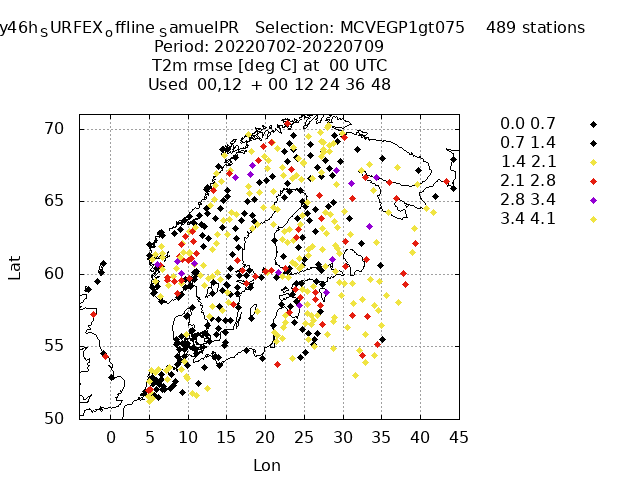 y46hSURFEXoffline SamuelPR Selection: MCVEGP1gt075 489 stations
Period: 20220702-20220709
T2m rmse [deg C] at 00 UTC
Used 00,12 + 00 12 24 36 48
70
65
60
55
50
0 5 10 15 20 25 30 35 40 45
Lat
Lon
0.0 0.7
0.7 1.4
1.4 2.1
2.1 2.8
2.8 3.4
3.4 4.1